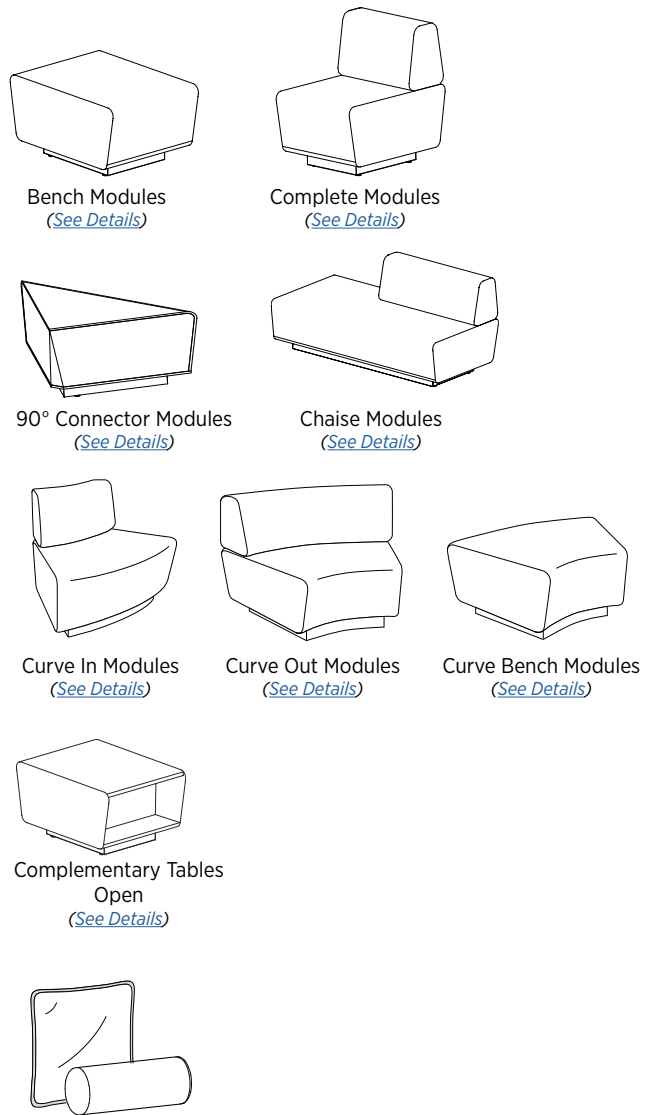 Bench Modules
(See Details)
Complete Modules
(See Details)
90° Connector Modules
(See Details)
Chaise Modules
(See Details)
Curve In Modules
(See Details)
Curve Out Modules
(See Details)
Curve Bench Modules
(See Details)
Complementary Tables
Open
(See Details)